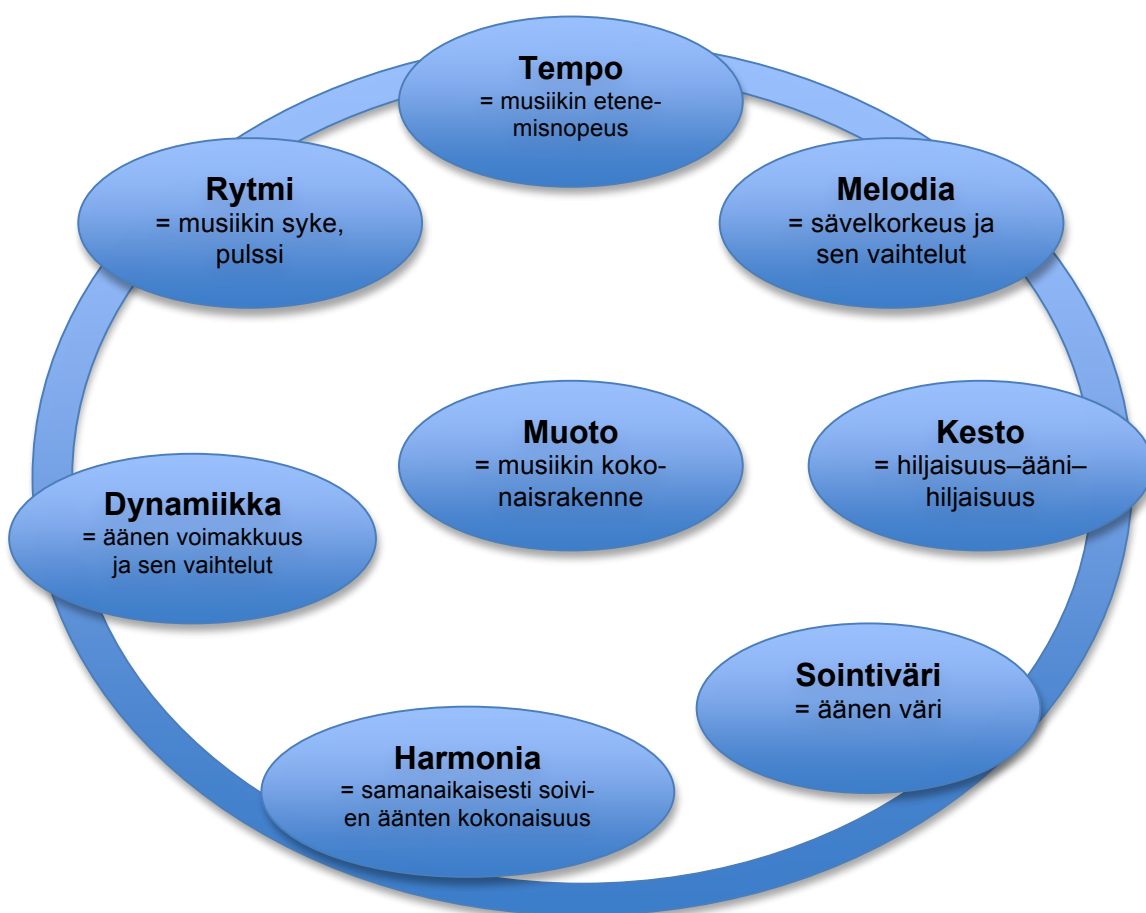 Tempo
= musiikin etene-
misnopeus
Rytmi
= musiikin syke,
pulssi
Melodia
= sävelkorkeus ja
sen vaihtelut
Muoto
= musiikin koko-
naisrakenne
Kesto
= hiljaisuus–ääni–
hiljaisuus
Dynamiikka
= äänen voimakkuus
ja sen vaihtelut
Sointiväri
= äänen väri
Harmonia
= samanaikaisesti soivi-
en äänten kokonaisuus